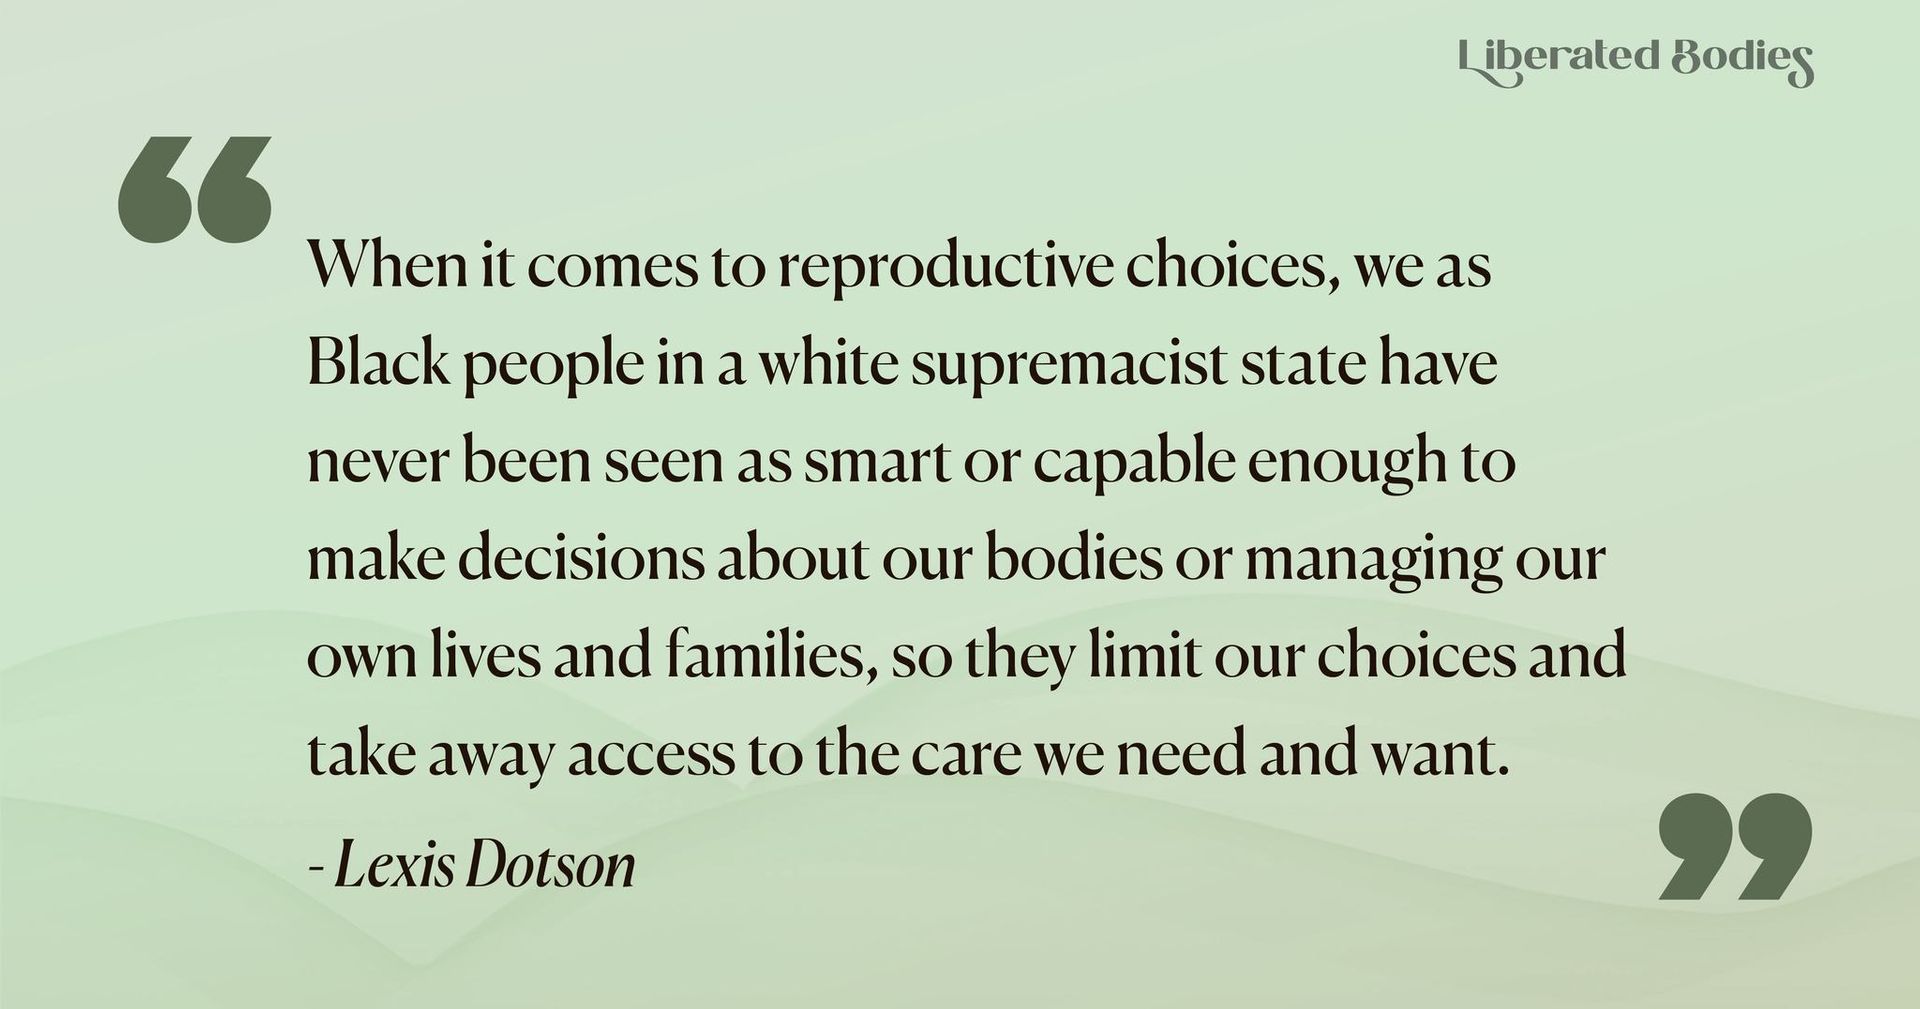 Liberated Bodies
“
When it comes to reproductive choices, we as
Black people in a white supremacist state have
never been seen as smart or capable enough to
make decisions about our bodies or managing our
own lives and families, so they limit our choices and
take away access to the care we need and want.
- Lexis Dotson
”